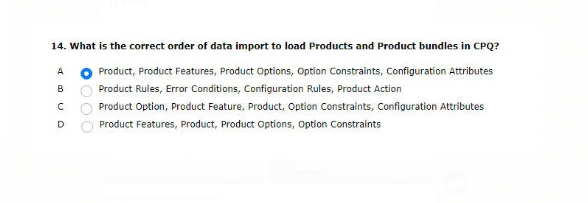 14. What is the correct order of data import to load Products and Product bundles in CPQ?
A Product, Product Features, Product Options, Option Constraints, Configuration Attributes
B Product Rules, Error Conditions, Configuration Rules, Product Action
C Product Option, Product Feature, Product, Option Constraints, Configuration Attributes
D Product Features, Product, Product Options, Option Constraints